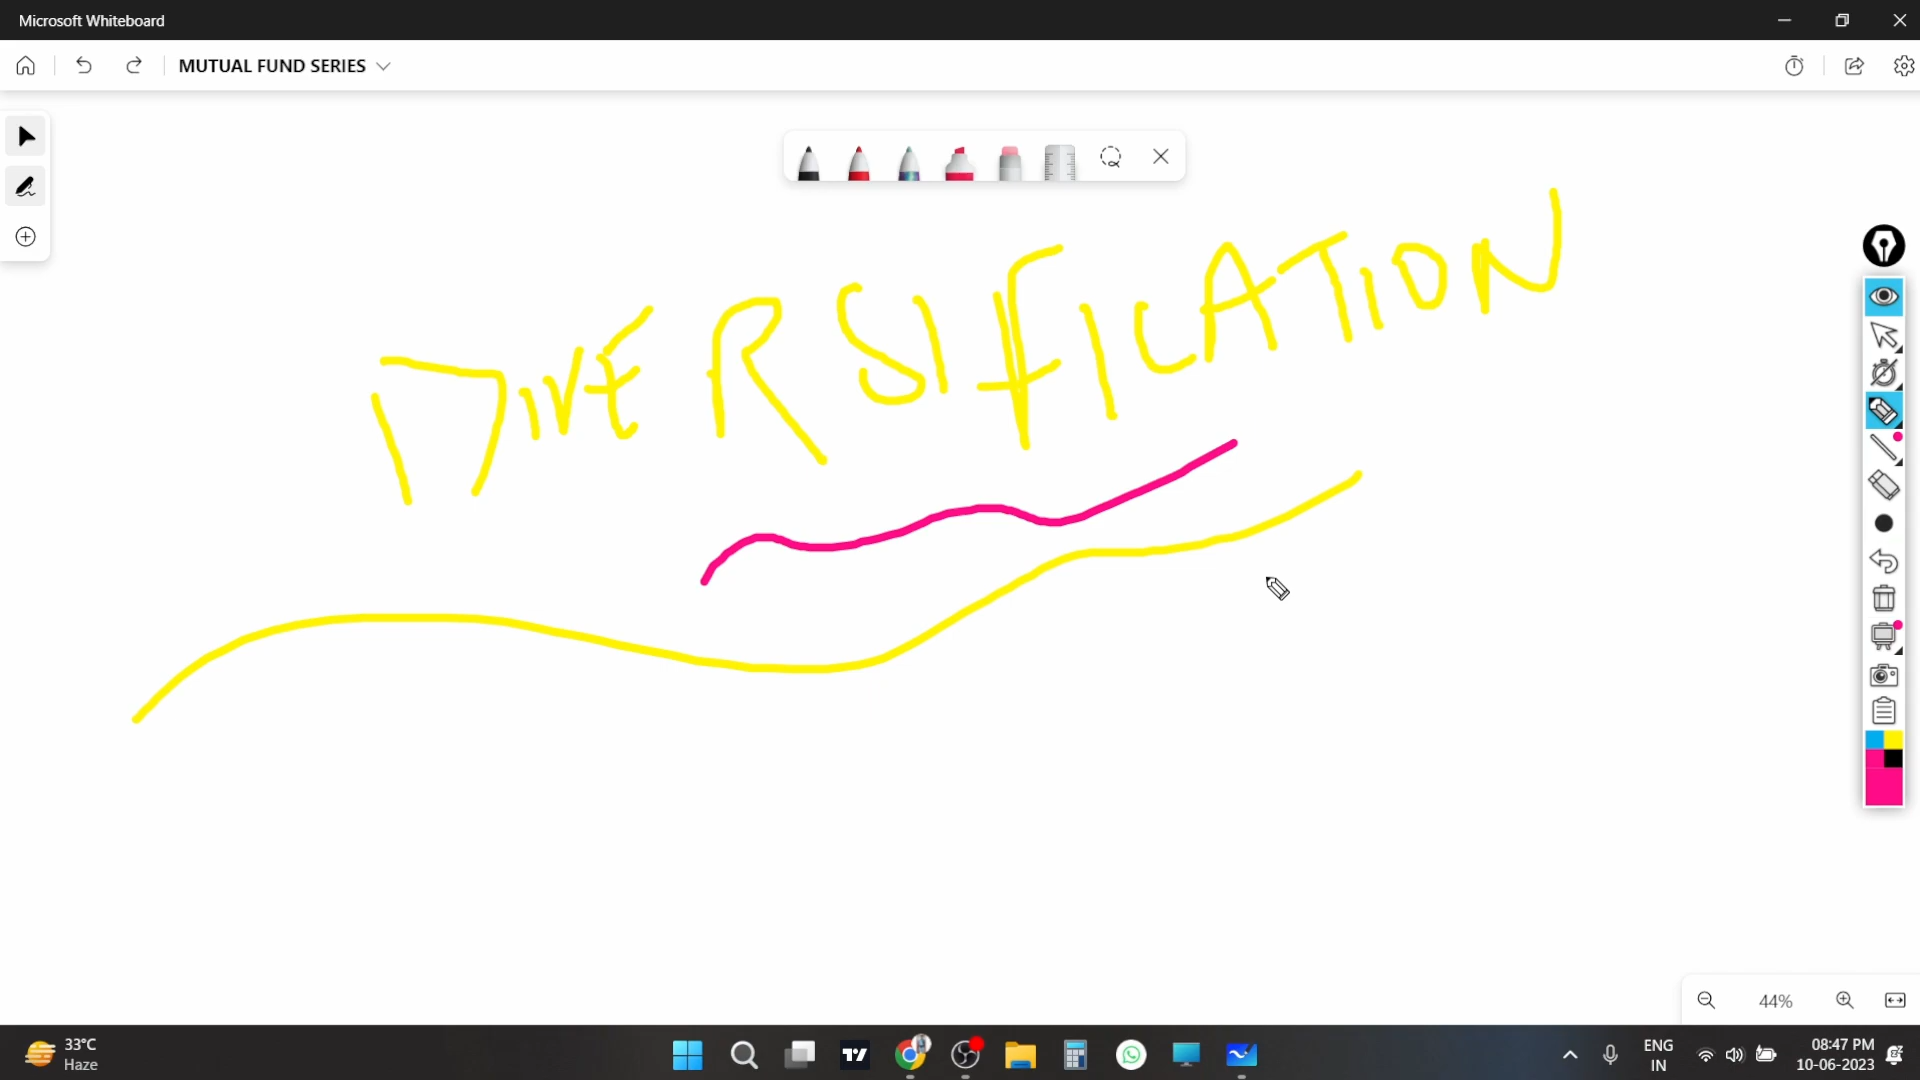 Microsoft Whiteboard
MUTUAL FUND SERIES
DIVERSIFICATION
44%
33°C
Haze
ENG
IN
08:47 PM
10-06-2023